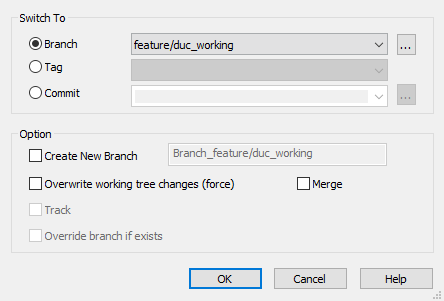 Switch To
Branch
feature/duc_working
...
Tag
Commit
...
Option
Create New Branch
Branch_feature/duc_working
Overwrite working tree changes (force)
Merge
Track
Override branch if exists
OK
Cancel
Help